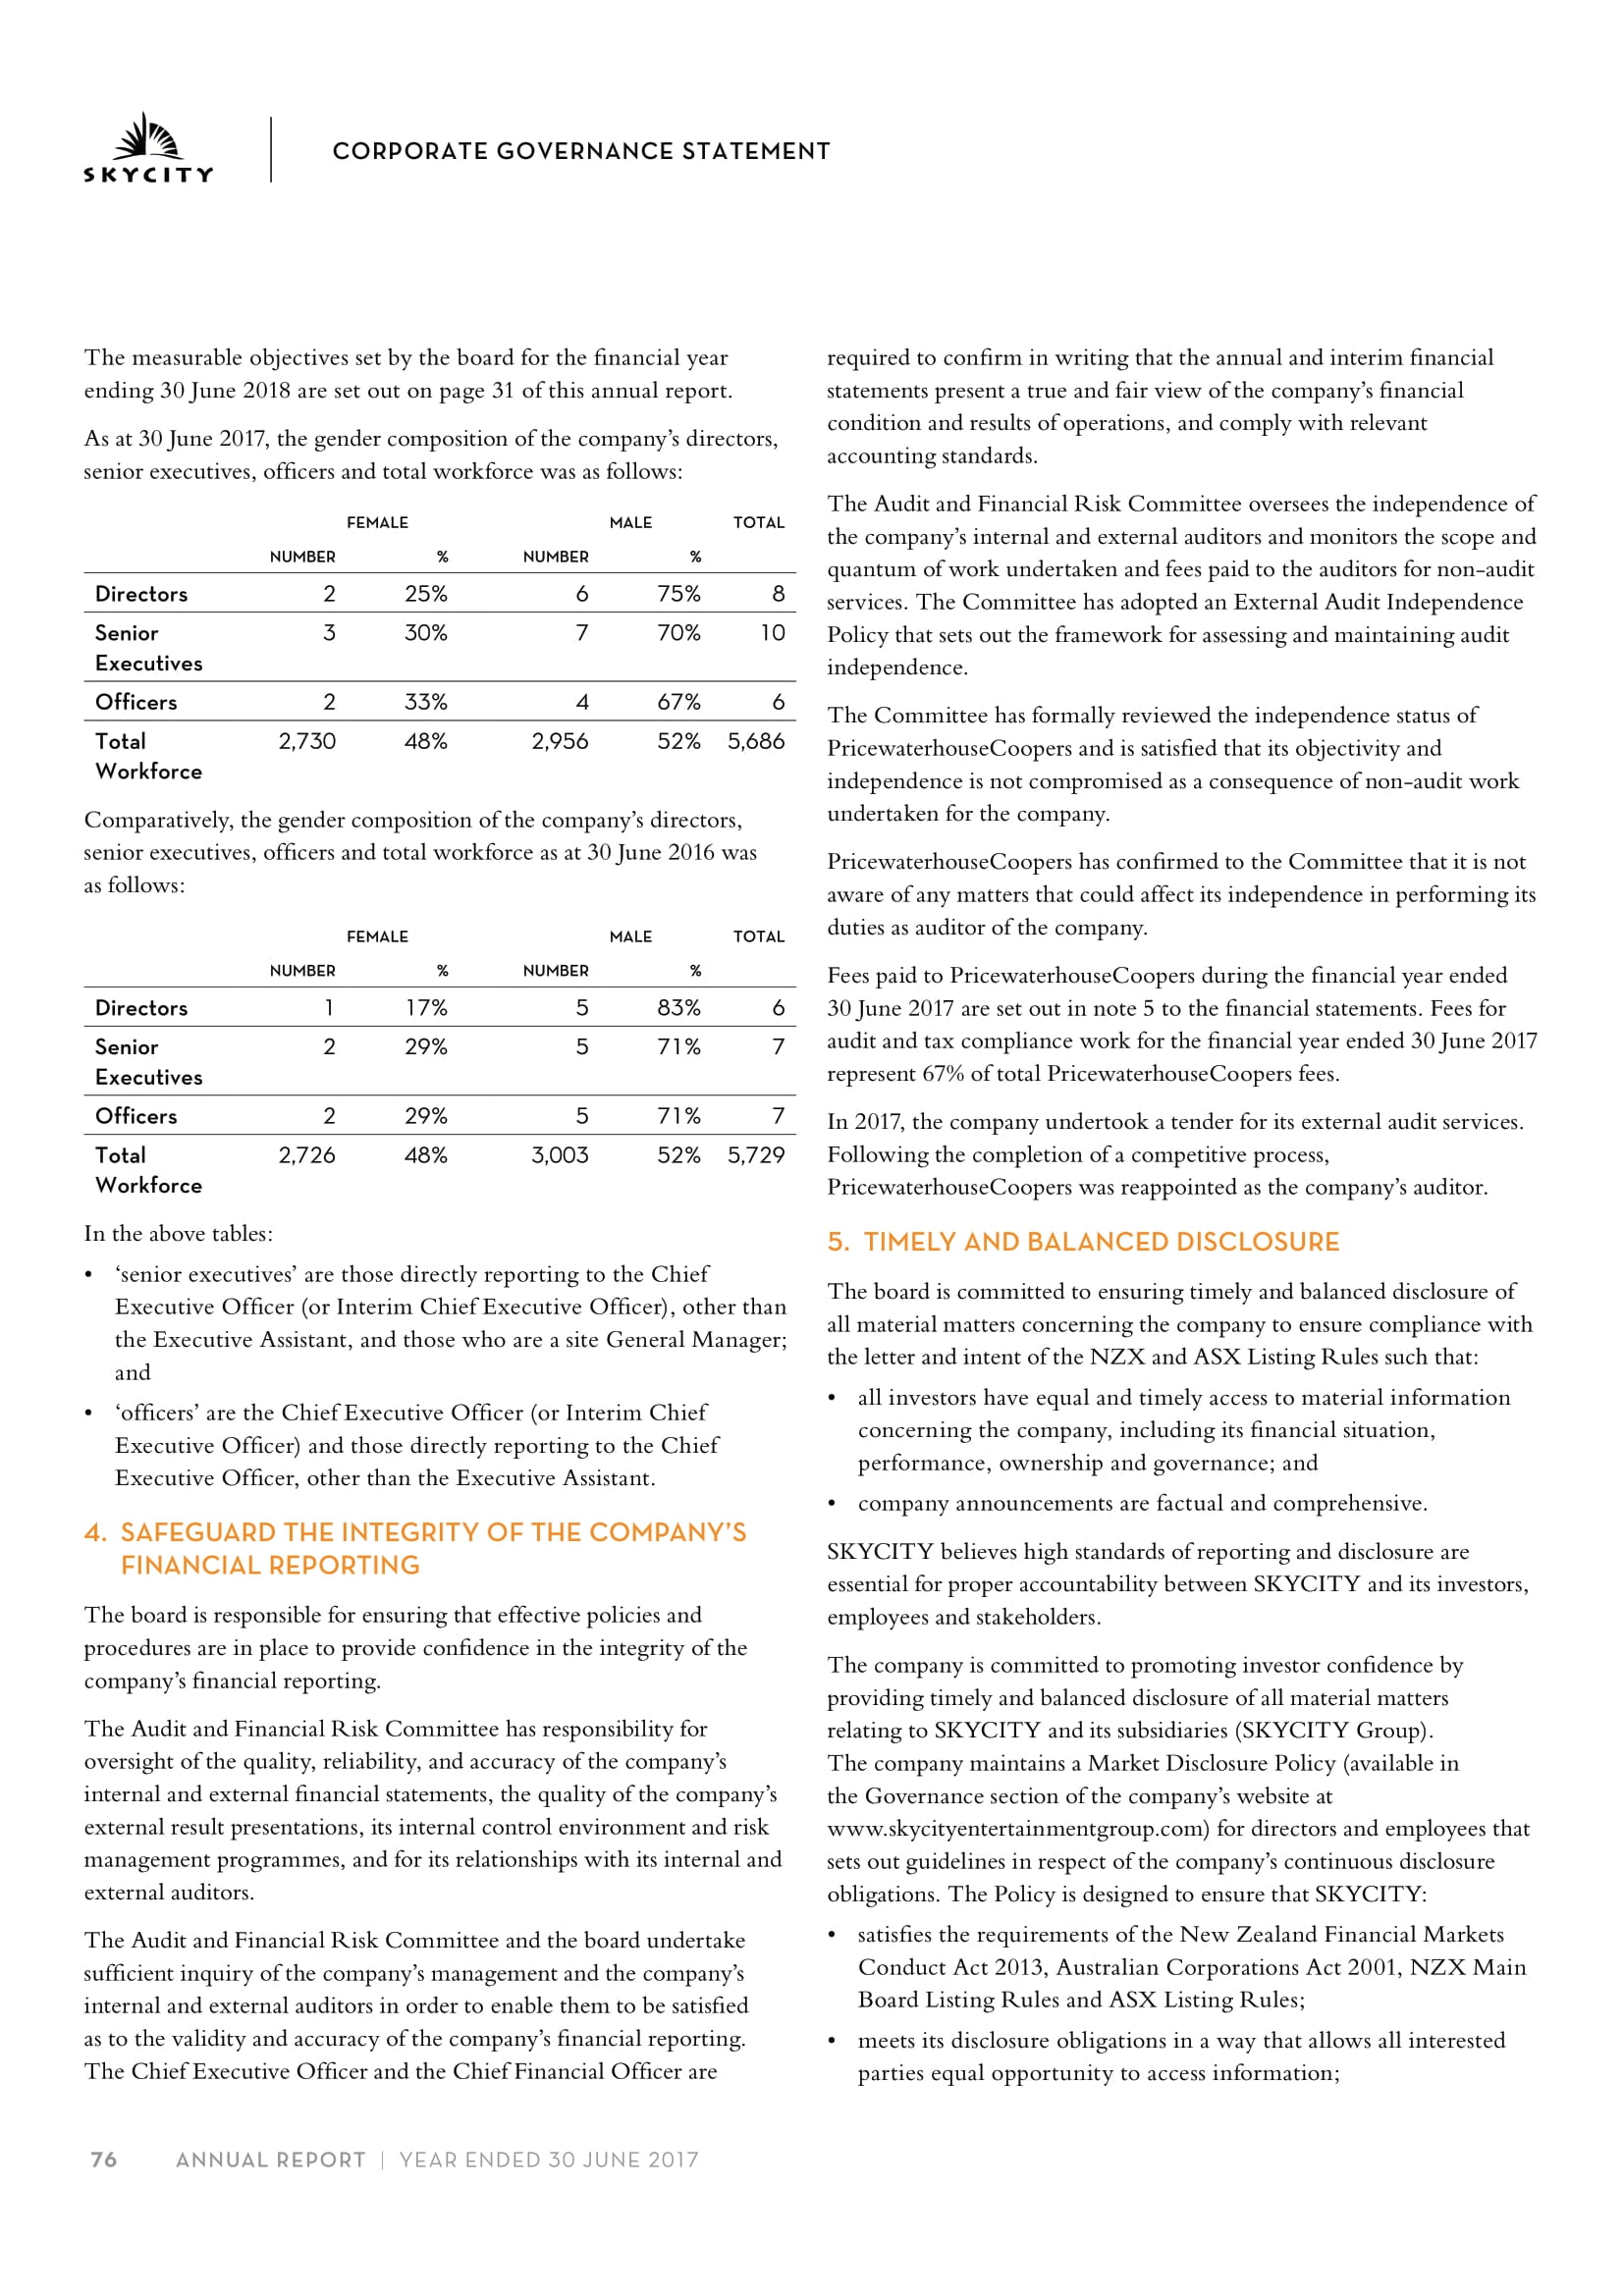 SKYCITY
CORPORATE GOVERNANCE STATEMENT
The measurable objectives set by the board for the financial year
ending 30 June 2018 are set out on page 31 of this annual report.
As at 30 June 2017, the gender composition of the company's directors,
senior executives, officers and total workforce was as follows:
FEMALE MALE TOTAL
NUMBER % NUMBER %
Directors 2 25% 6 75% 8
Senior 3 30% 7 70% 10
Executives
Officers 2 33% 4 67% 6
Total 2,730 48% 2,956 52% 5,686
Workforce
Comparatively, the gender composition of the company's directors,
senior executives, officers and total workforce as at 30 June 2016 was
as follows:
FEMALE MALE TOTAL
NUMBER % NUMBER %
Directors 1 17% 5 83% 6
Senior 2 29% 5 71% 7
Executives
Officers 2 29% 5 71% 7
Total 2,726 48% 3,003 52% 5,729
Workforce
In the above tables:
• 'senior executives' are those directly reporting to the Chief
Executive Officer (or Interim Chief Executive Officer), other than
the Executive Assistant, and those who are a site General Manager;
and
• 'officers' are the Chief Executive Officer (or Interim Chief
Executive Officer) and those directly reporting to the Chief
Executive Officer, other than the Executive Assistant.
4. SAFEGUARD THE INTEGRITY OF THE COMPANY'S
FINANCIAL REPORTING
The board is responsible for ensuring that effective policies and
procedures are in place to provide confidence in the integrity of the
company's financial reporting.
The Audit and Financial Risk Committee has responsibility for
oversight of the quality, reliability, and accuracy of the company's
internal and external financial statements, the quality of the company's
external result presentations, its internal control environment and risk
management programmes, and for its relationships with its internal and
external auditors.
The Audit and Financial Risk Committee and the board undertake
sufficient inquiry of the company's management and the company's
internal and external auditors in order to enable them to be satisfied
as to the validity and accuracy of the company's financial reporting.
The Chief Executive Officer and the Chief Financial Officer are
required to confirm in writing that the annual and interim financial
statements present a true and fair view of the company's financial
condition and results of operations, and comply with relevant
accounting standards.
The Audit and Financial Risk Committee oversees the independence of
the company's internal and external auditors and monitors the scope and
quantum of work undertaken and fees paid to the auditors for non-audit
services. The Committee has adopted an External Audit Independence
Policy that sets out the framework for assessing and maintaining audit
independence.
The Committee has formally reviewed the independence status of
PricewaterhouseCoopers and is satisfied that its objectivity and
independence is not compromised as a consequence of non-audit work
undertaken for the company.
PricewaterhouseCoopers has confirmed to the Committee that it is not
aware of any matters that could affect its independence in performing its
duties as auditor of the company.
Fees paid to PricewaterhouseCoopers during the financial year ended
30 June 2017 are set out in note 5 to the financial statements. Fees for
audit and tax compliance work for the financial year ended 30 June 2017
represent 67% of total PricewaterhouseCoopers fees.
In 2017, the company undertook a tender for its external audit services.
Following the completion of a competitive process,
PricewaterhouseCoopers was reappointed as the company's auditor.
5. TIMELY AND BALANCED DISCLOSURE
The board is committed to ensuring timely and balanced disclosure of
all material matters concerning the company to ensure compliance with
the letter and intent of the NZX and ASX Listing Rules such that:
• all investors have equal and timely access to material information
concerning the company, including its financial situation,
performance, ownership and governance; and
• company announcements are factual and comprehensive.
SKYCITY believes high standards of reporting and disclosure are
essential for proper accountability between SKYCITY and its investors,
employees and stakeholders.
The company is committed to promoting investor confidence by
providing timely and balanced disclosure of all material matters
relating to SKYCITY and its subsidiaries (SKYCITY Group).
The company maintains a Market Disclosure Policy (available in
the Governance section of the company's website at
www.skycityentertainmentgroup.com) for directors and employees that
sets out guidelines in respect of the company's continuous disclosure
obligations. The Policy is designed to ensure that SKYCITY:
• satisfies the requirements of the New Zealand Financial Markets
Conduct Act 2013, Australian Corporations Act 2001, NZX Main
Board Listing Rules and ASX Listing Rules;
• meets its disclosure obligations in a way that allows all interested
parties equal opportunity to access information;
76 ANNUAL REPORT | YEAR ENDED 30 JUNE 2017